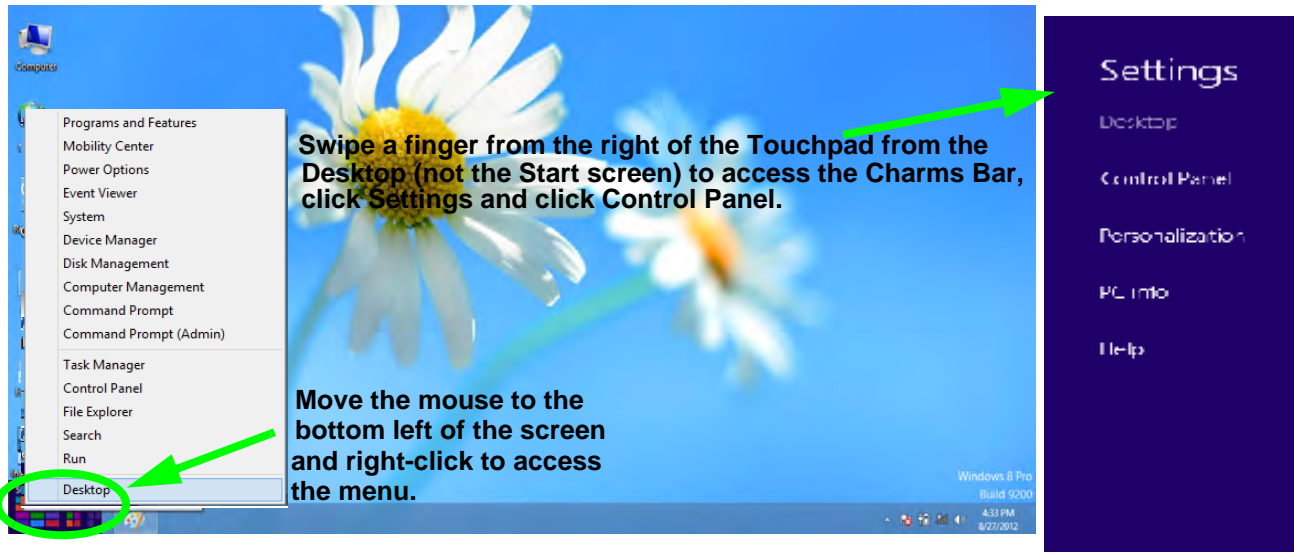 Computer
Programs and Features
Mobility Center
Power Options
Event Viewer
System
Device Manager
Disk Management
Computer Management
Command Prompt
Command Prompt (Admin)
Task Manager
Control Panel
File Explorer
Search
Run
Desktop
Swipe a finger from the right of the Touchpad from the
Desktop (not the Start screen) to access the Charms Bar,
click Settings and click Control Panel.
Move the mouse to the
bottom left of the screen
and right-click to access
the menu.
Windows 8 Pro
Build 9200
4:33 PM
8/27/2012
Settings
Desktop
Control Panel
Personalization
PC info
Help